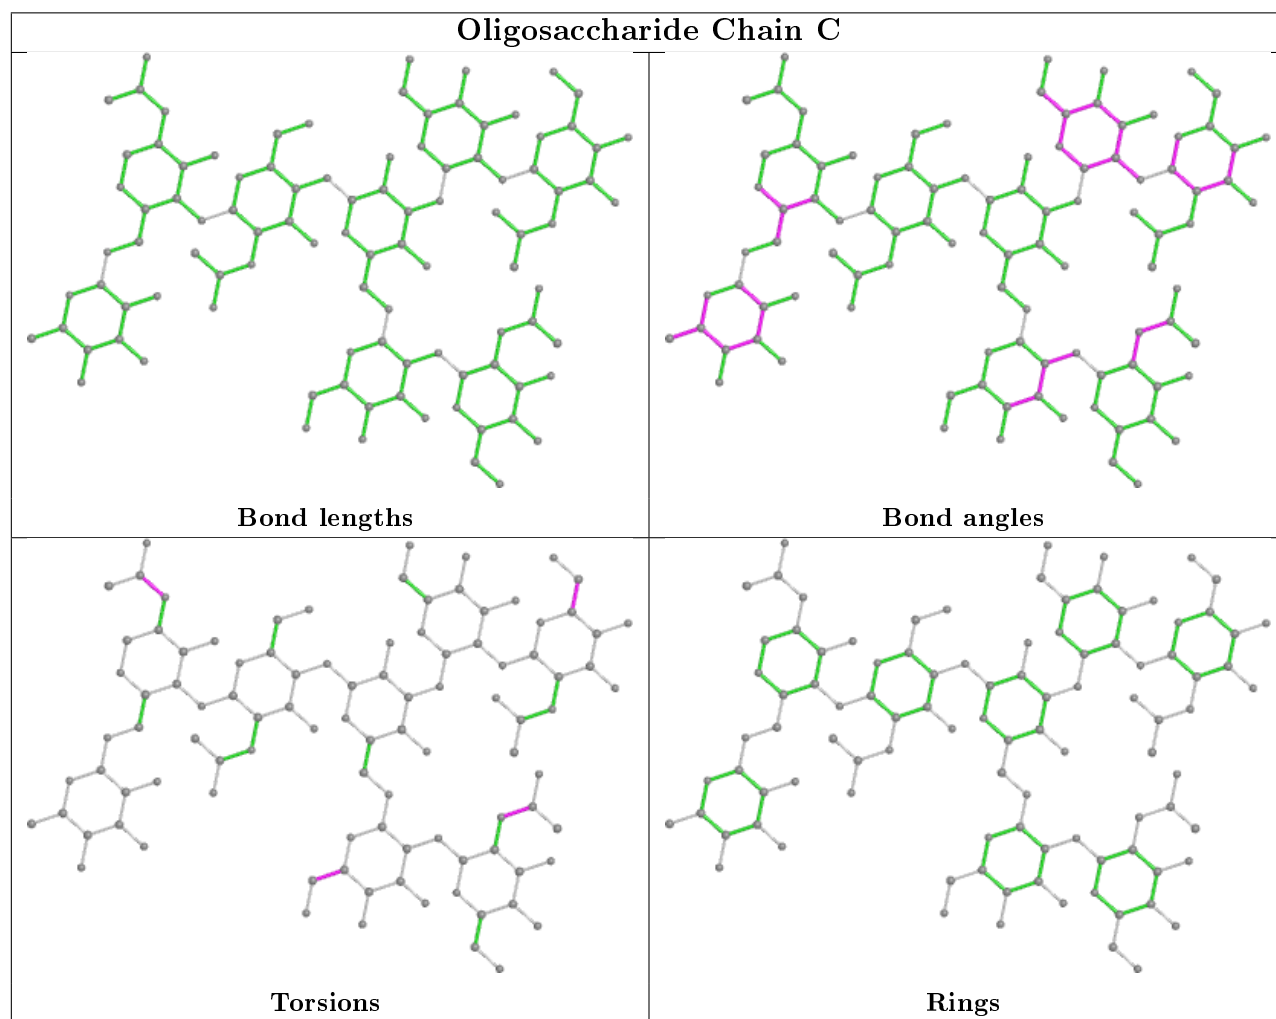 Oligosaccharide Chain C
Bond lengths
Bond angles
Torsions
Rings